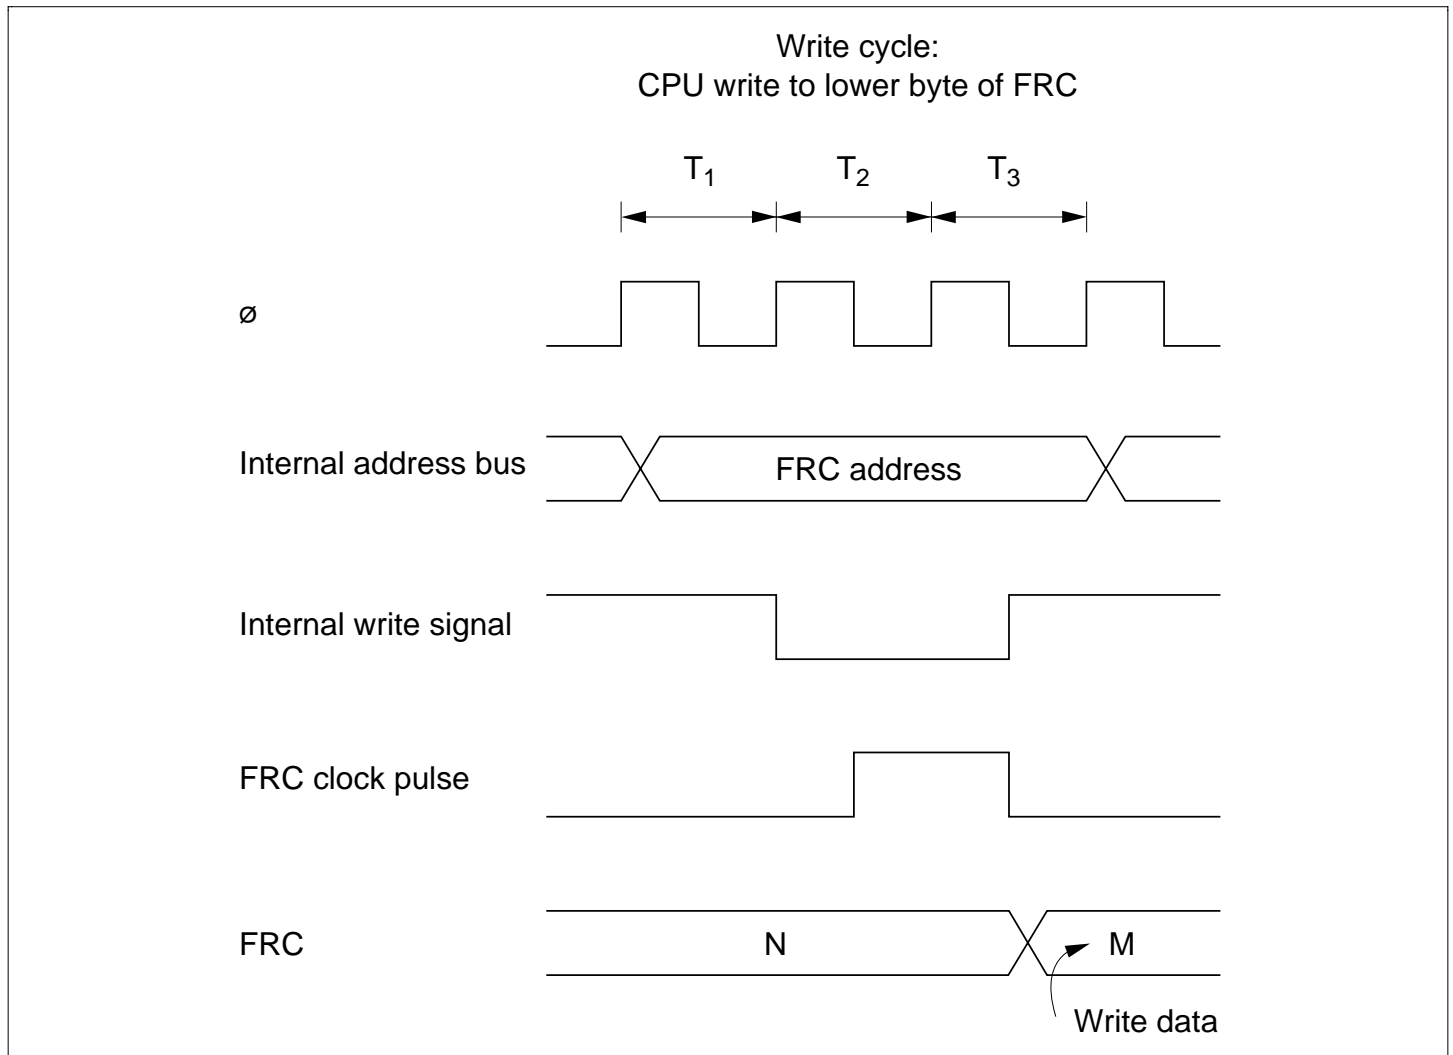 Write cycle:
CPU write to lower byte of FRC
T1 T2 T3
ø
Internal address bus
FRC address
Internal write signal
FRC clock pulse
FRC
N
M
Write data